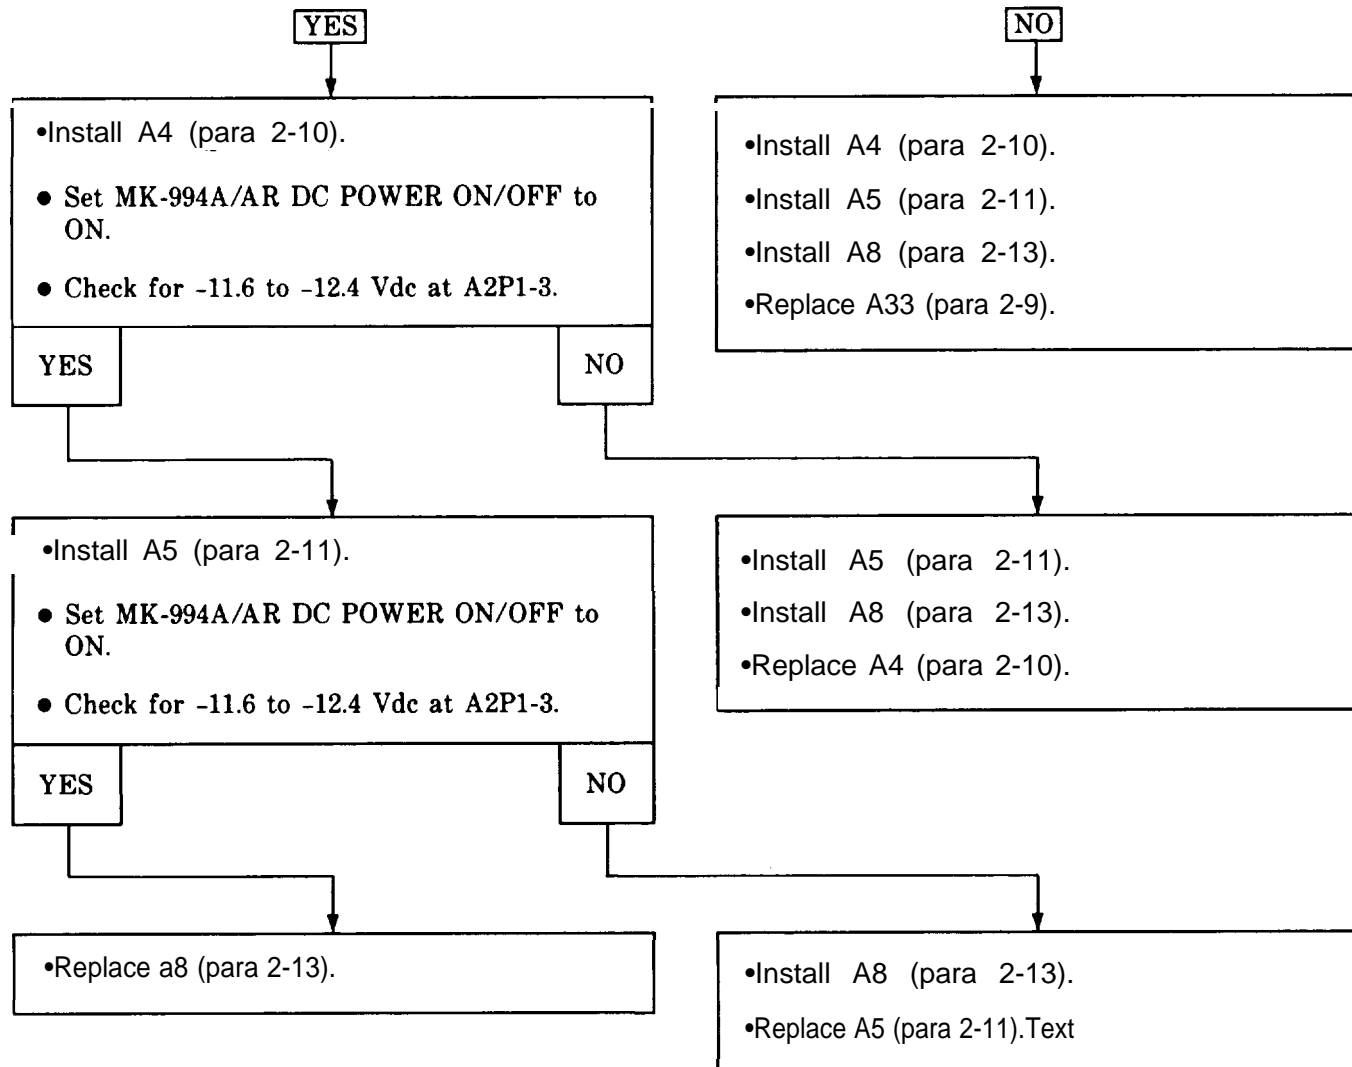 YES
NO
•Install A4 (para 2-10).
● Set MK-994A/AR DC POWER ON/OFF to
ON.
● Check for -11.6 to -12.4 Vdc at A2P1-3.
YES
NO
•Install A4 (para 2-10).
•Install A5 (para 2-11).
•Install A8 (para 2-13).
•Replace A33 (para 2-9).
•Install A5 (para 2-11).
● Set MK-994A/AR DC POWER ON/OFF to
ON.
● Check for -11.6 to -12.4 Vdc at A2P1-3.
YES
NO
•Install A5 (para 2-11).
•Install A8 (para 2-13).
•Replace A4 (para 2-10).
•Replace a8 (para 2-13).
•Install A8 (para 2-13).
•Replace A5 (para 2-11).Text